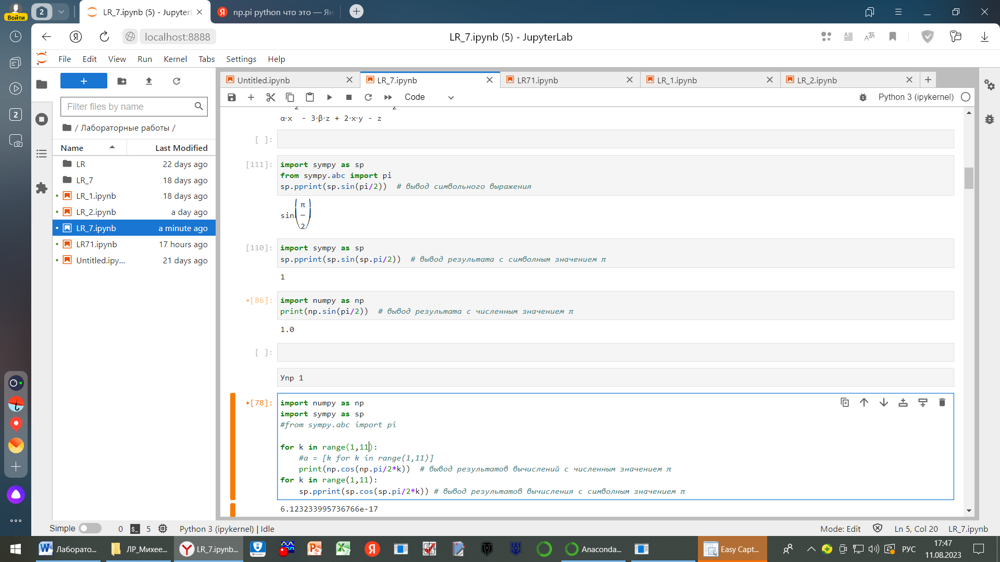 Войти
2
LR_7.ipynb (5) - JupyterL
np.pi python что это — Ян
localhost:8888
LR_7.ipynb (5) - JupyterLab
File Edit View Run Kernel Tabs Settings Help
Filter files by name
/ Лабораторные работы /
Name Last Modified
LR 22 days ago
LR_7 18 days ago
LR_1.ipynb 18 days ago
LR_2.ipynb a day ago
LR_7.ipynb a minute ago
LR71.ipynb 17 hours ago
Untitled.ipy... 21 days ago
Untitled.ipynb
LR_7.ipynb
LR71.ipynb
LR_1.ipynb
LR_2.ipynb
Code
Python 3 (ipykernel)
2 2
α·x - 3·β·z + 2·x·y - z
[ ]:
[111]:
import sympy as sp
from sympy.abc import pi
sp.pprint(sp.sin(pi/2)) # вывод символьного выражения
π
sin ─
2
[110]:
import sympy as sp
sp.pprint(sp.sin(sp.pi/2)) # вывод результата с символным значением π
1
•[86]:
import numpy as np
print(np.sin(pi/2)) # вывод результата с численным значением π
1.0
[ ]:
Упр 1
•[78]:
import numpy as np
import sympy as sp
#from sympy.abc import pi
for k in range(1,11):
#a = [k for k in range(1,11)]
print(np.cos(np.pi/2*k)) # вывод результатов вычислений с численным значением π
for k in range(1,11):
sp.pprint(sp.cos(sp.pi/2*k)) # вывод результатов вычисления с символным значением π
6.123233995736766e-17
Simple 0 5 Python 3 (ipykernel) | Idle
Mode: Edit Ln 5, Col 20 LR_7.ipynb
Лаборато...
ЛР_Михее...
LR_7.ipynb...
Anaconda...
Easy Capt...
РУС
17:47
11.08.2023